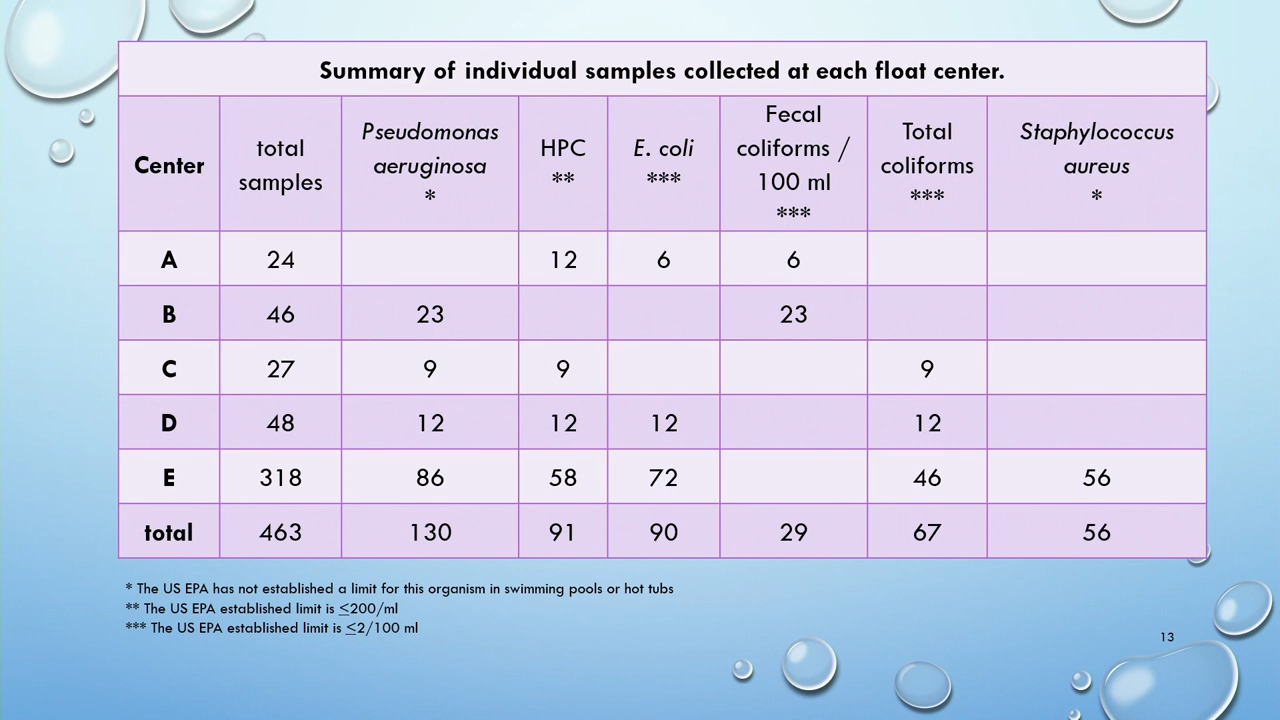 Summary of individual samples collected at each float center.
Center
total
samples
Pseudomonas
aeruginosa
*
HPC
**
E. coli
***
Fecal
coliforms /
100 ml
***
Total
coliforms
***
Staphylococcus
aureus
*
A 24 12 6 6
B 46 23 23
C 27 9 9 9
D 48 12 12 12 12
E 318 86 58 72 46 56
total 463 130 91 90 29 67 56
* The US EPA has not established a limit for this organism in swimming pools or hot tubs
** The US EPA established limit is ≤200/ml
*** The US EPA established limit is ≤2/100 ml
13